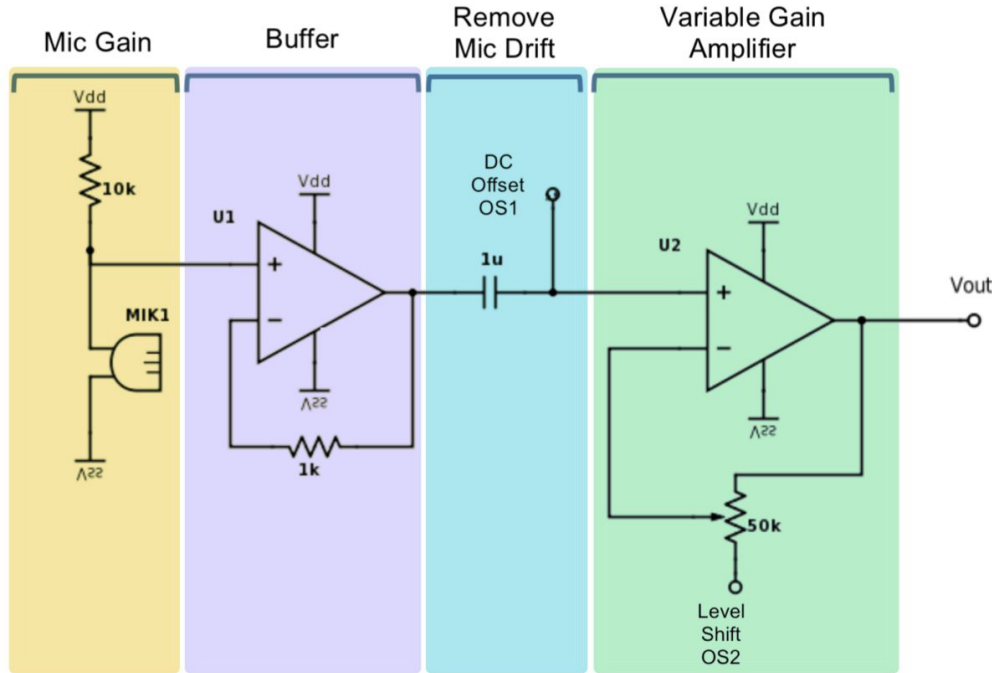 Mic Gain
Buffer
Remove
Mic Drift
Variable Gain
Amplifier
Vdd
10k
MIK1
Vss
U1
Vdd
+
−
Vss
1k
DC
Offset
OS1
1u
U2
Vdd
+
−
Vss
50k
Level
Shift
OS2
Vout